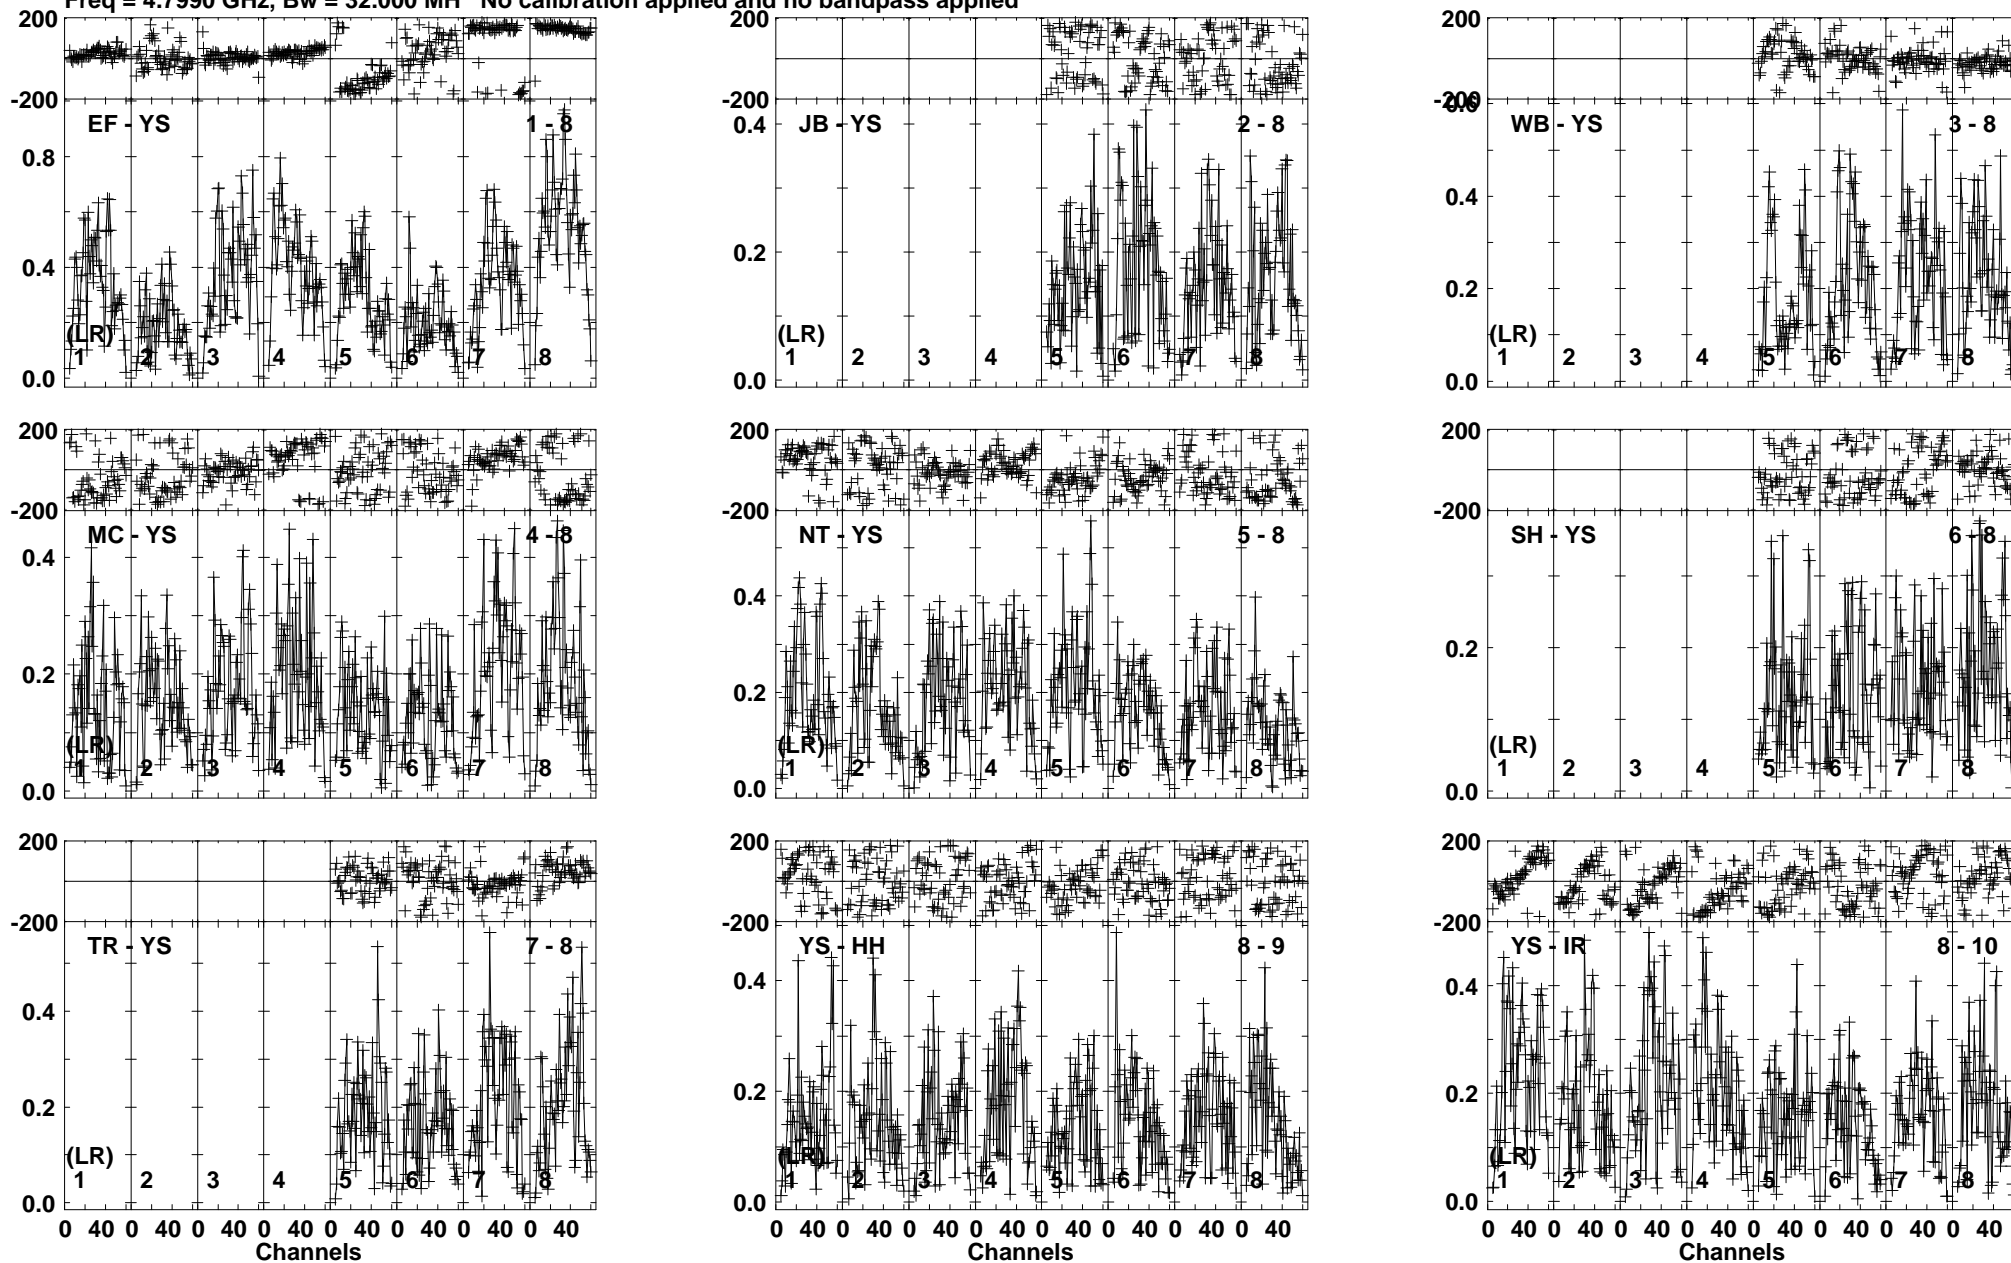 Freq = 4.7990 GHz, Bw = 32.000 MH No calibration applied and no bandpass applied
200 200 200
-200 -200 -200
EF - YS 1 - 8 JB - YS 2 - 8 WB - YS 3 - 8
0.8 0.4 0.6
0.4 0.2 0.4
0.2
(LR) (LR) (LR)
1 2 3 4 5 6 7 8 1 2 3 4 5 6 7 8 1 2 3 4 5 6 7 8
0.0 0.0 0.0
200 200 200
-200 -200 -200
MC - YS 4 - 8 NT - YS 5 - 8 SH - YS 6 - 8
0.4 0.4
0.2 0.2 0.2
(LR) (LR) (LR)
1 2 3 4 5 6 7 8 1 2 3 4 5 6 7 8 1 2 3 4 5 6 7 8
0.0 0.0 0.0
200 200 200
-200 -200 -200
TR - YS 7 - 8 YS - HH 8 - 9 YS - IR 8 - 10
0.4 0.4 0.4
0.2 0.2 0.2
(LR) (LR) (LR)
1 2 3 4 5 6 7 8 1 2 3 4 5 6 7 8 1 2 3 4 5 6 7 8
0.0 0.0 0.0
0 40 0 40 0 40 0 40 0 40 0 40 0 40 0 40 0 40 0 40 0 40 0 40 0 40 0 40 0 40 0 40 0 40 0 40 0 40 0 40 0 40 0 40 0 40 0 40
Channels Channels Channels